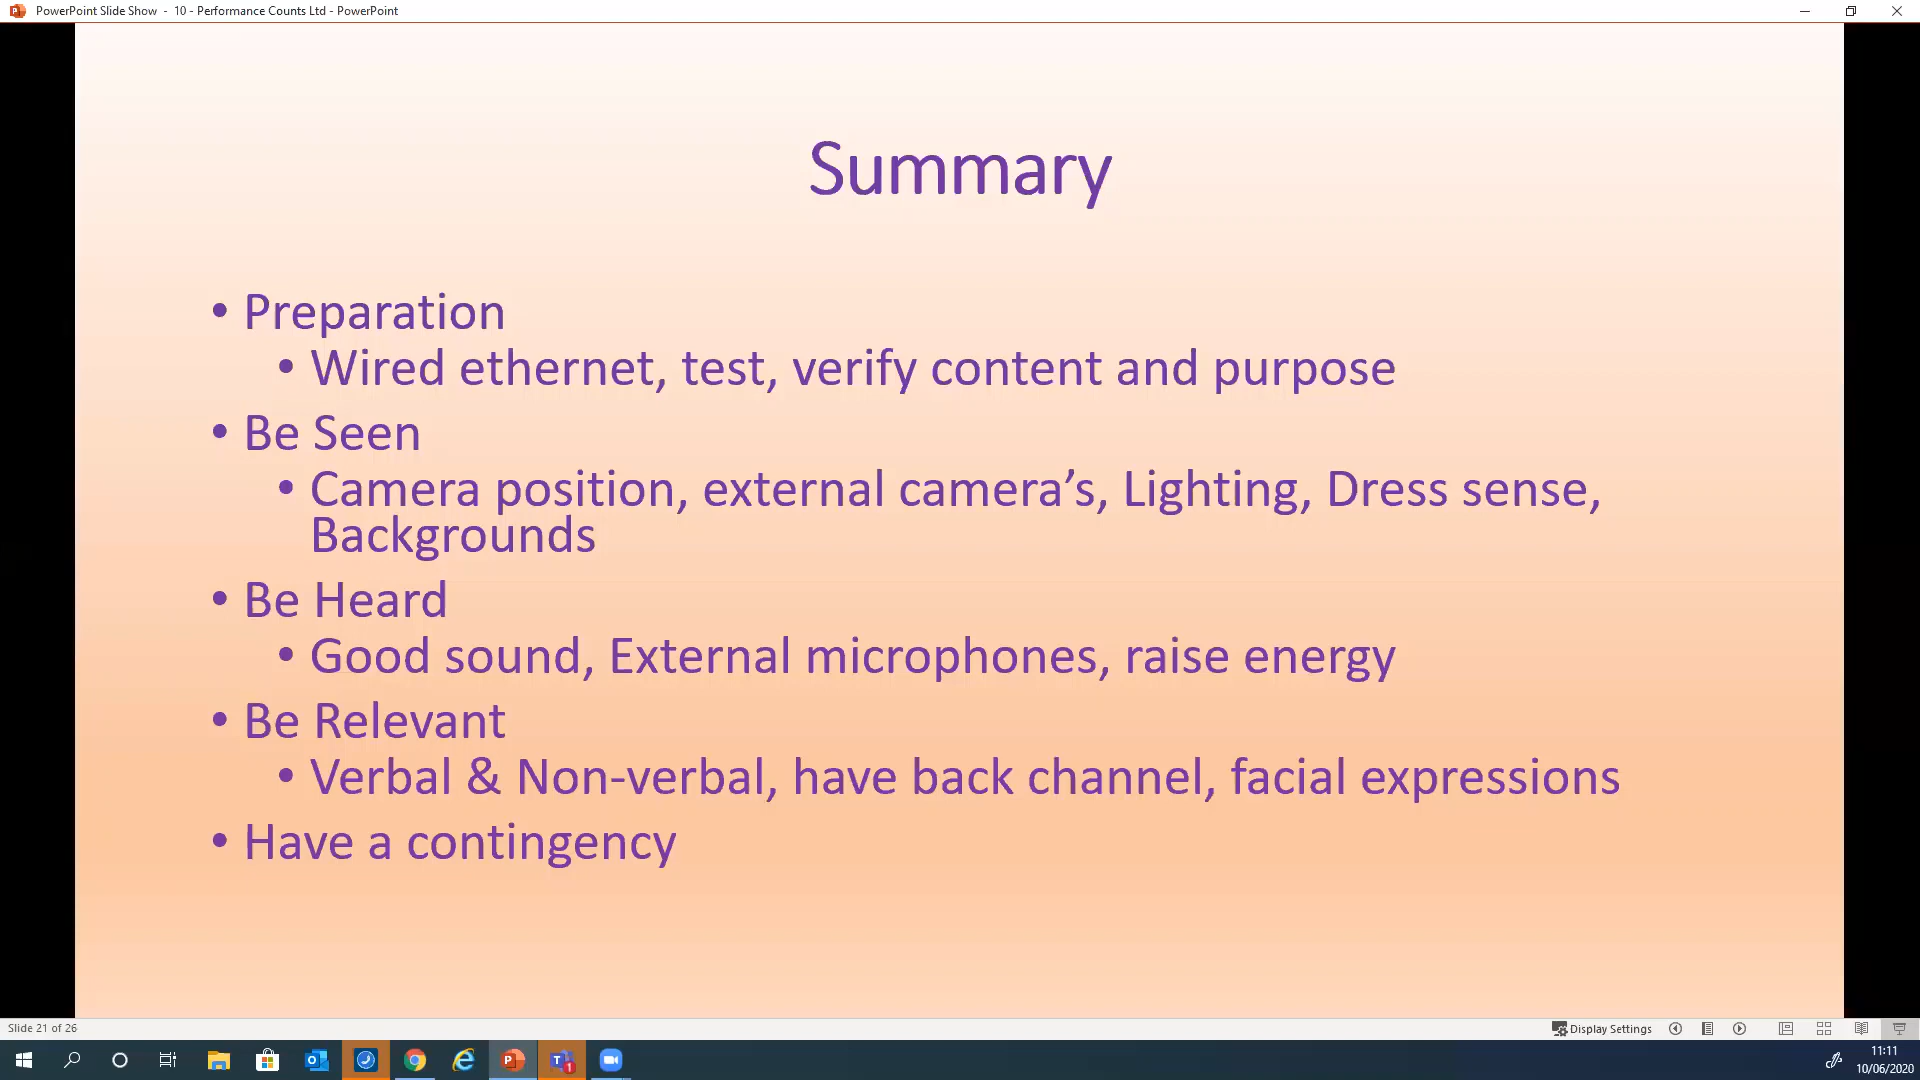 PowerPoint Slide Show - 10 - Performance Counts Ltd - PowerPoint
Summary
• Preparation
• Wired ethernet, test, verify content and purpose
• Be Seen
• Camera position, external camera’s, Lighting, Dress sense,
Backgrounds
• Be Heard
• Good sound, External microphones, raise energy
• Be Relevant
• Verbal & Non-verbal, have back channel, facial expressions
• Have a contingency
Slide 21 of 26
Display Settings
11:11
10/06/2020